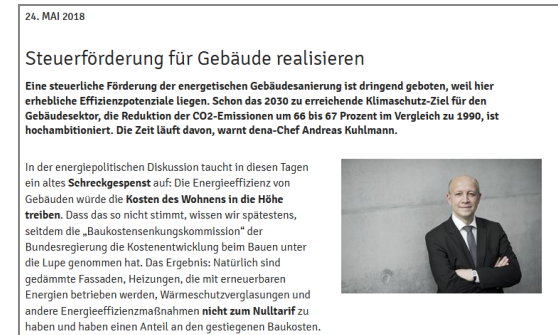 24. MAI 2018
Steuerförderung für Gebäude realisieren
Eine steuerliche Förderung der energetischen Gebäudesanierung ist dringend geboten, weil hier
erhebliche Effizienzpotenziale liegen. Schon das 2030 zu erreichende Klimaschutz-Ziel für den
Gebäudesektor, die Reduktion der CO2-Emissionen um 66 bis 67 Prozent im Vergleich zu 1990, ist
hochambitioniert. Die Zeit läuft davon, warnt dena-Chef Andreas Kuhlmann.
In der energiepolitischen Diskussion taucht in diesen Tagen
ein altes Schreckgespenst auf: Die Energieeffizienz von
Gebäuden würde die Kosten des Wohnens in die Höhe
treiben. Dass das so nicht stimmt, wissen wir spätestens,
seitdem die „Baukostensenkungskommission“ der
Bundesregierung die Kostenentwicklung beim Bauen unter
die Lupe genommen hat. Das Ergebnis: Natürlich sind
gedämmte Fassaden, Heizungen, die mit erneuerbaren
Energien betrieben werden, Wärmeschutzverglasungen und
andere Energieeffizienzmaßnahmen nicht zum Nulltarif zu
haben und haben einen Anteil an den gestiegenen Baukosten.